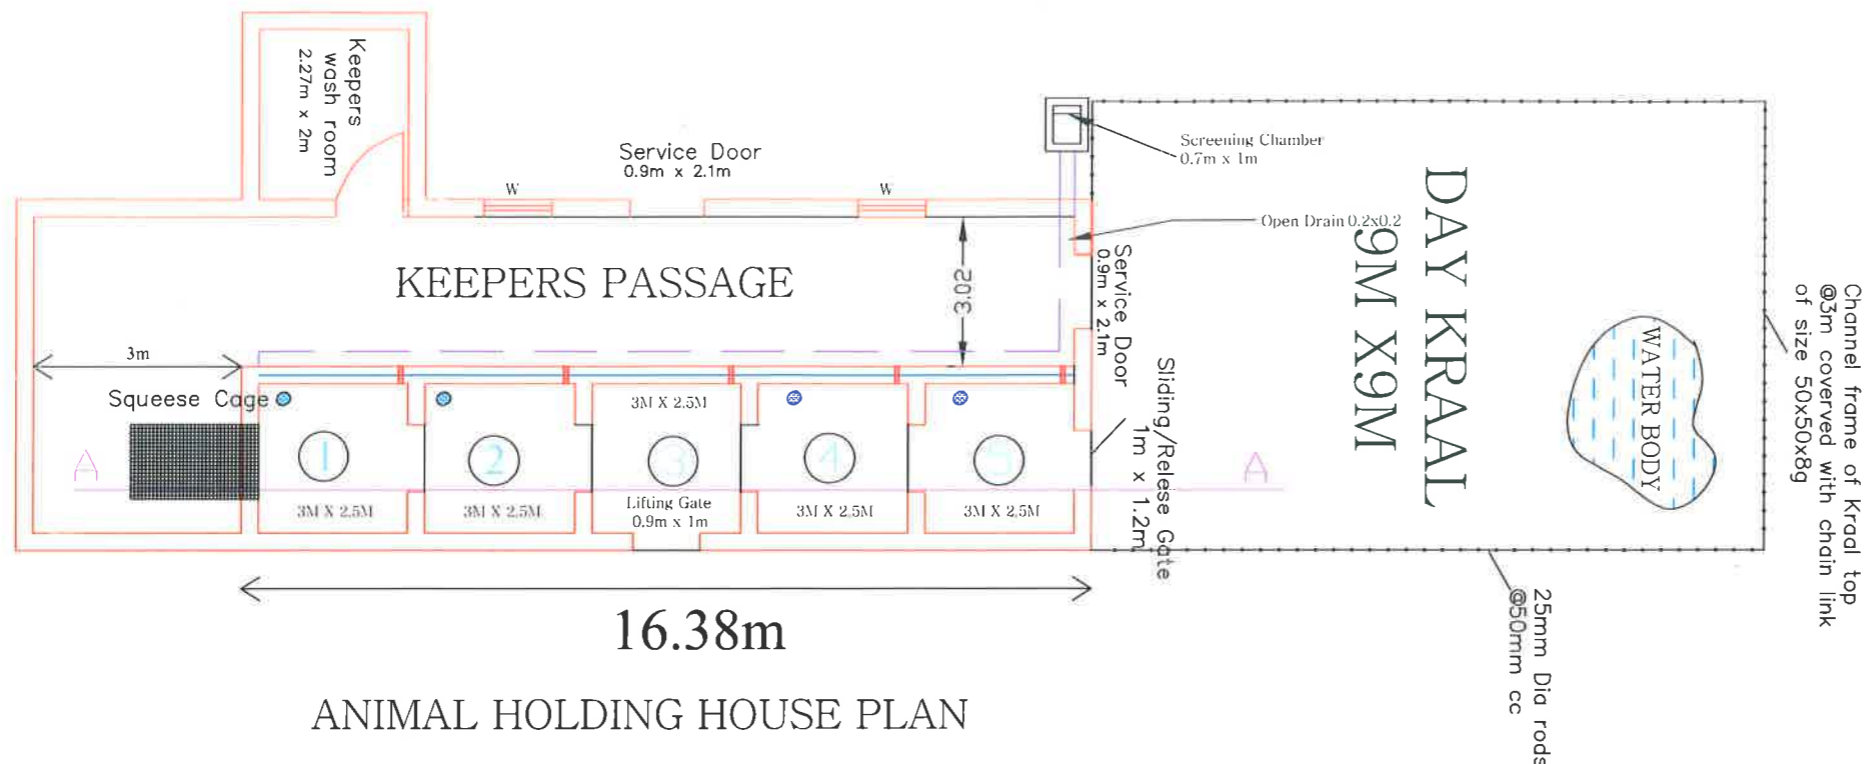 Keepers
wash room
2.27m x 2m
Service Door
0.9m x 2.1m
W
W
Screening Chamber
0.7m x 1m
Open Drain 0.2x0.2
KEEPERS PASSAGE
3.02
Service Door
0.9m x 2.1m
DAY KRAAL
9M X9M
WATER BODY
Channel frame of Kraal top
@3m coverved with chain link
of size 50x50x8g
3m
Squeese Cage
3M X 2.5M
A
1
2
3
4
5
A
3M X 2.5M
3M X 2.5M
Lifting Gate
0.9m x 1m
3M X 2.5M
3M X 2.5M
Sliding/Relese Gate
1m x 1.2m
25mm Dia rods
@50mm cc
16.38m
ANIMAL HOLDING HOUSE PLAN